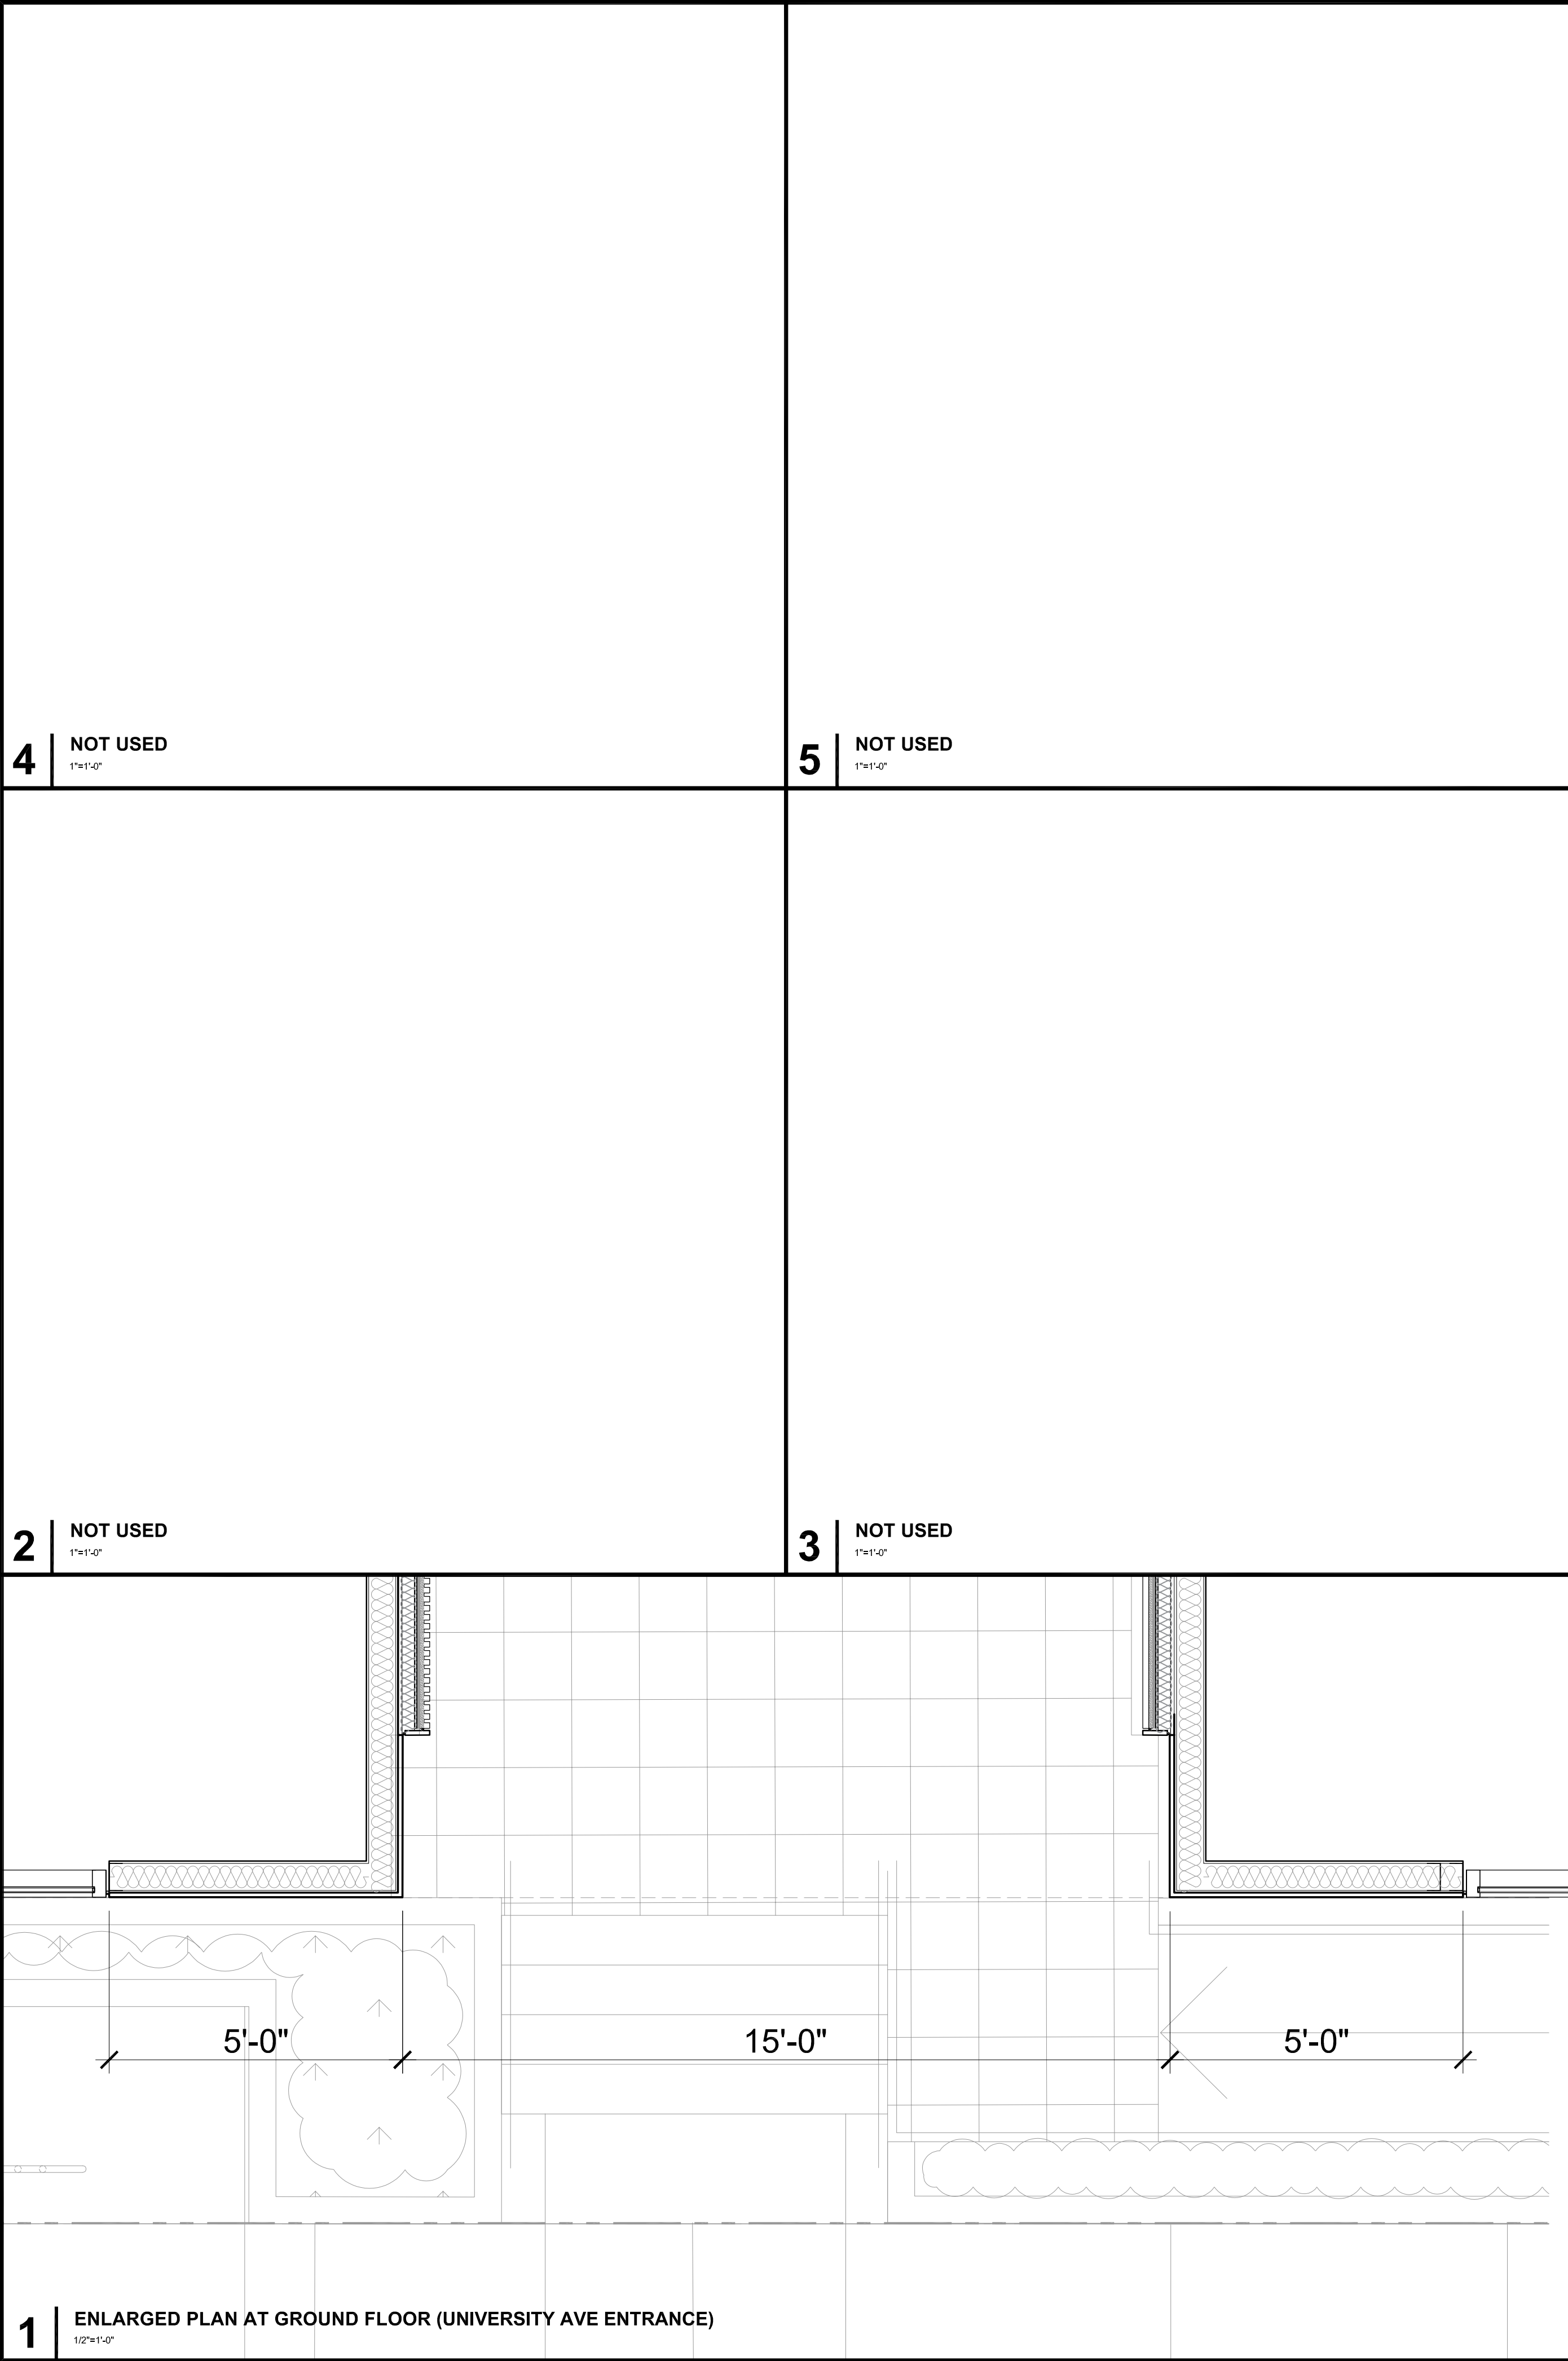 4 NOT USED
1"=1'-0"
5 NOT USED
1"=1'-0"
2 NOT USED
1"=1'-0"
3 NOT USED
1"=1'-0"
5'-0" 15'-0" 5'-0"
1 ENLARGED PLAN AT GROUND FLOOR (UNIVERSITY AVE ENTRANCE)
1/2"=1'-0"